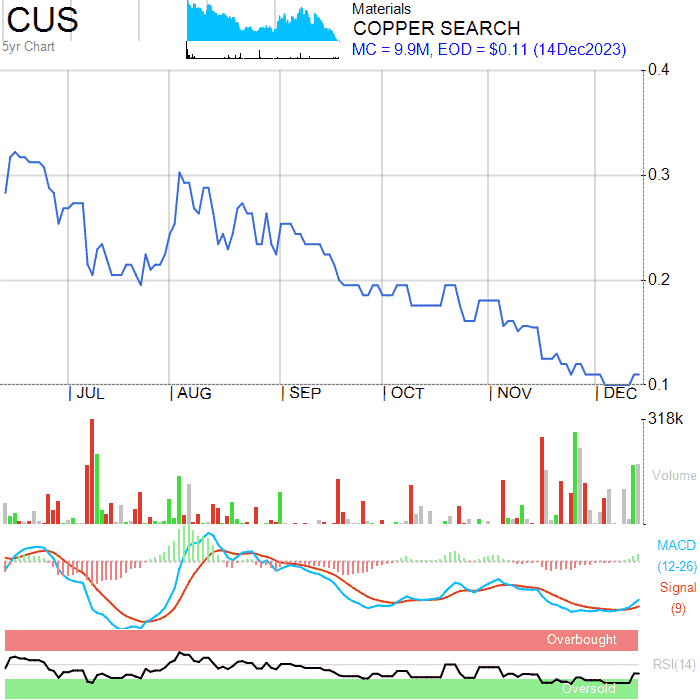 CUS
5yr Chart
Materials
COPPER SEARCH
MC = 9.9M, EOD = $0.11 (14Dec2023)
0.4
0.3
0.2
0.1
JUL
AUG
SEP
OCT
NOV
DEC
318k
Volume
MACD
(12-26)
Signal
(9)
Overbought
RSI(14)
Oversold